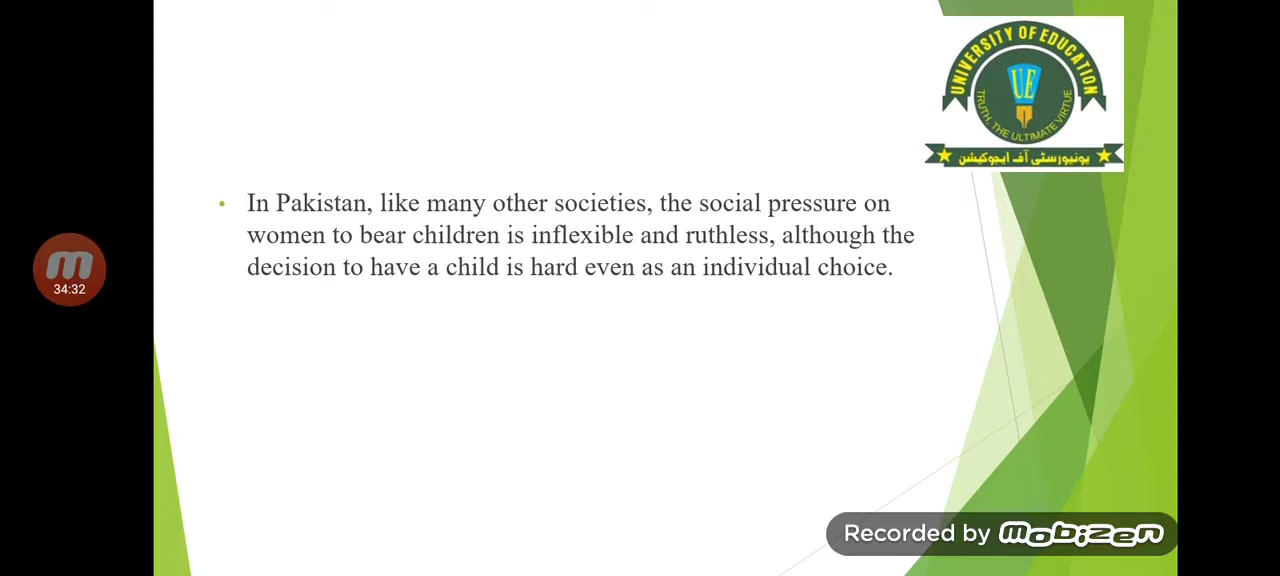 UNIVERSITY OF EDUCATION
UE
TRUTH, THE ULTIMATE VIRTUE
یونیورسٹی آف ایجوکیشن
• In Pakistan, like many other societies, the social pressure on
women to bear children is inflexible and ruthless, although the
decision to have a child is hard even as an individual choice.
m
34:32
Recorded by mobizen